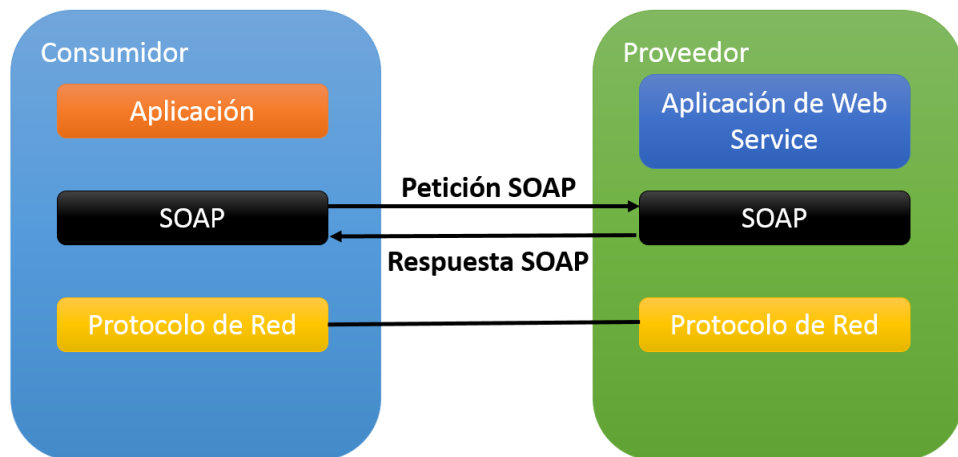 Consumidor
Aplicación
SOAP
Protocolo de Red
Petición SOAP
Respuesta SOAP
Proveedor
Aplicación de Web
Service
SOAP
Protocolo de Red